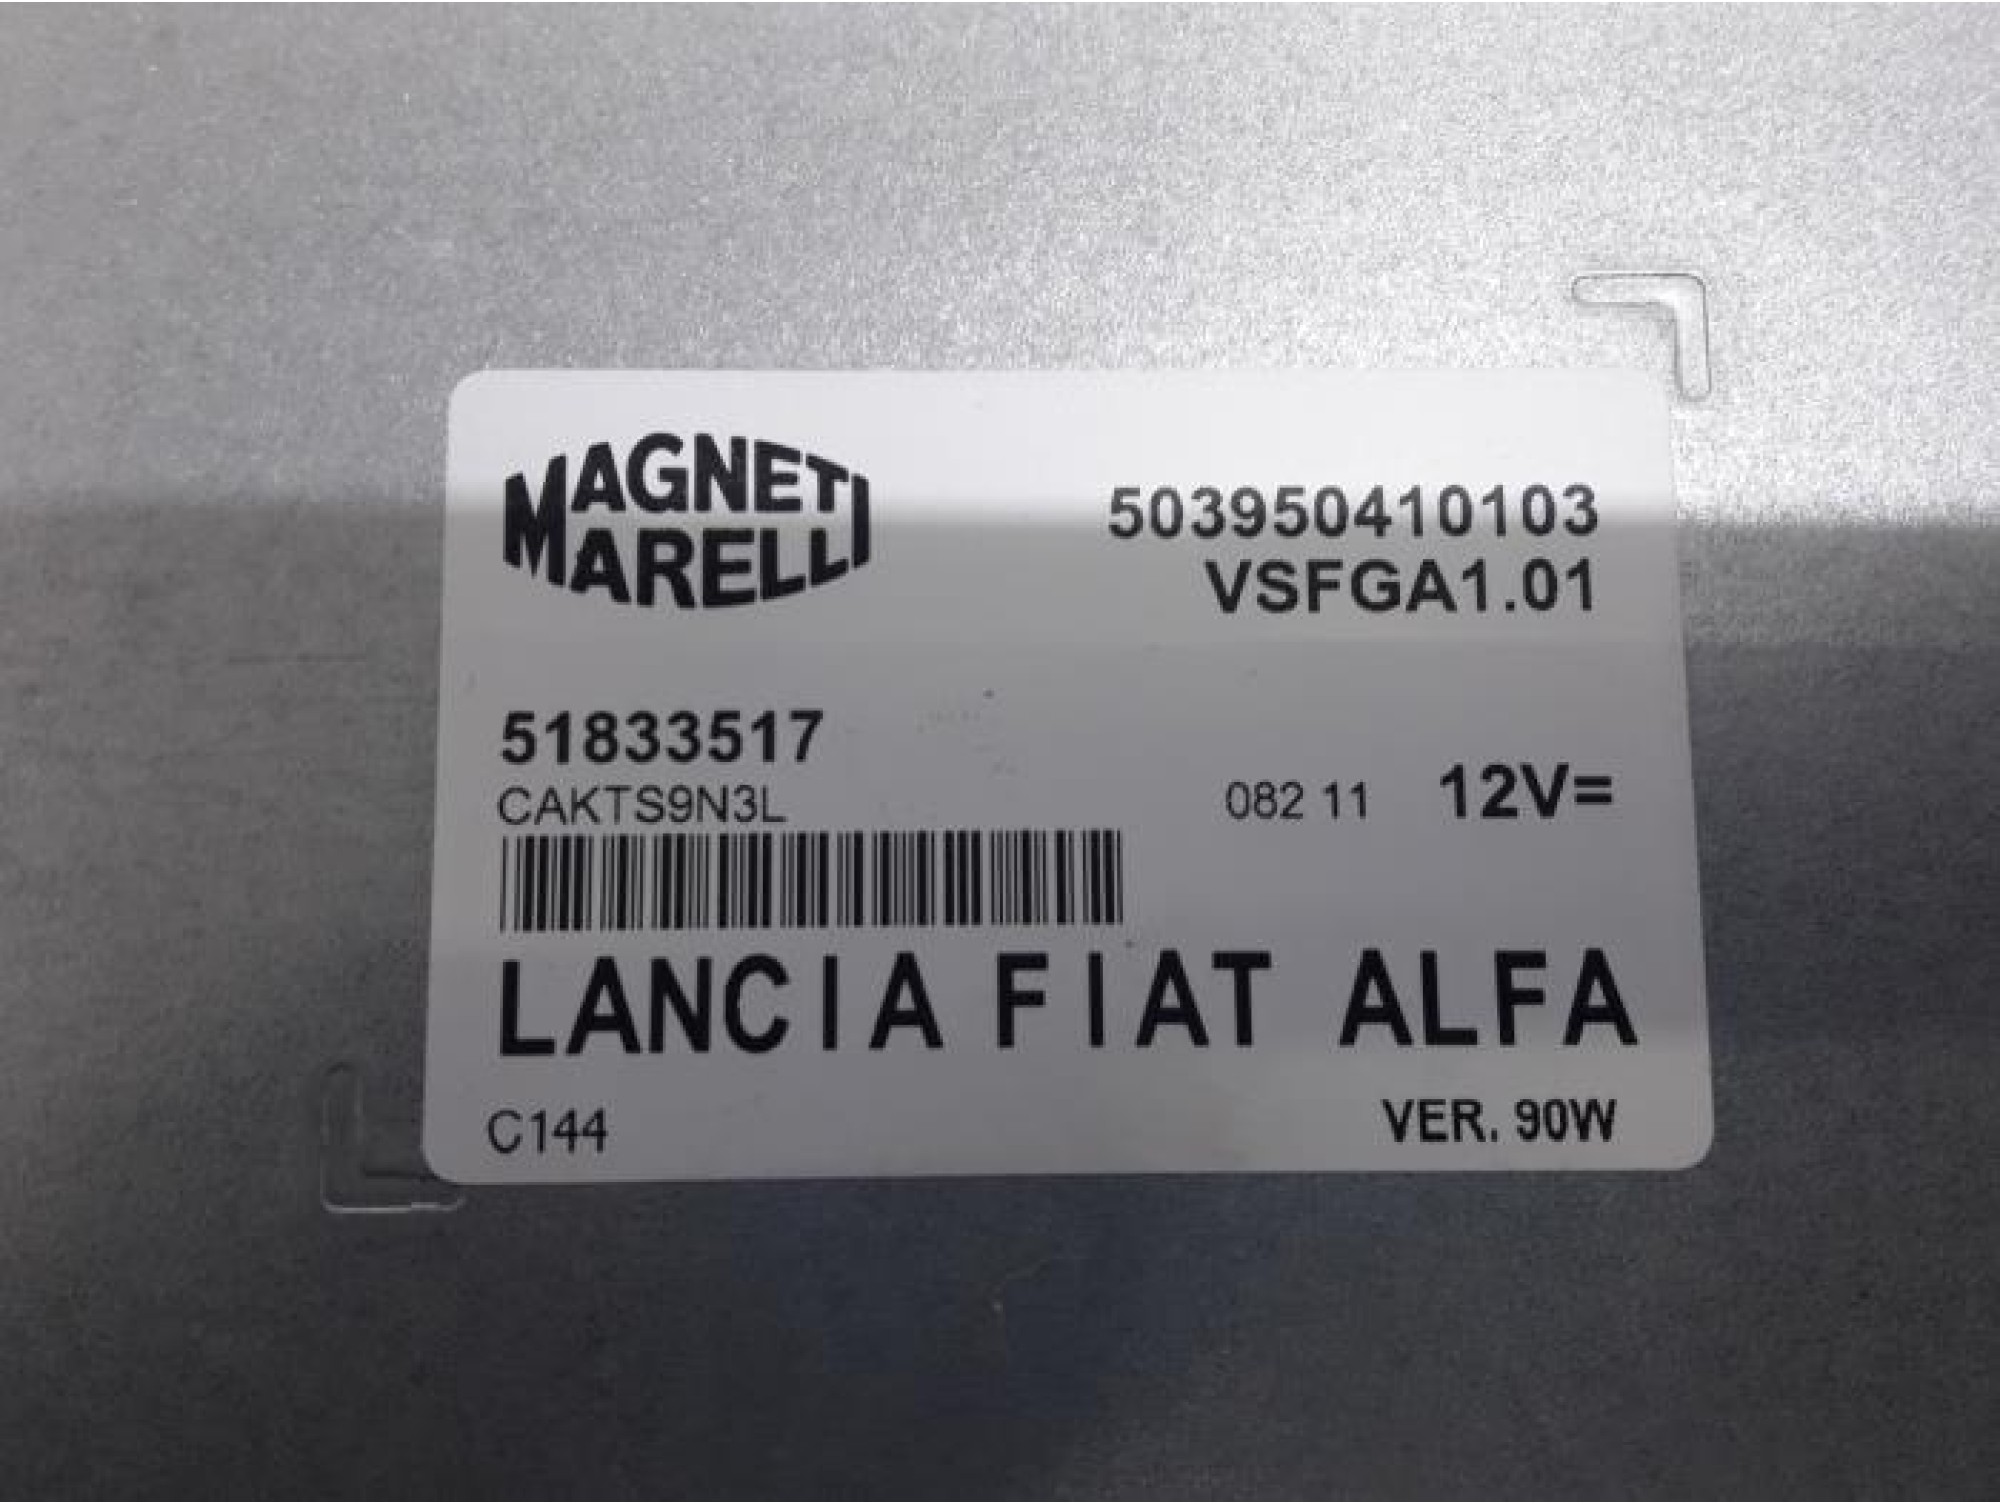 MAGNETI
MARELLI
503950410103
VSFGA1.01
51833517
CAKTS9N3L
082 11 12V=
LANCIA FIAT ALFA
C144
VER. 90W